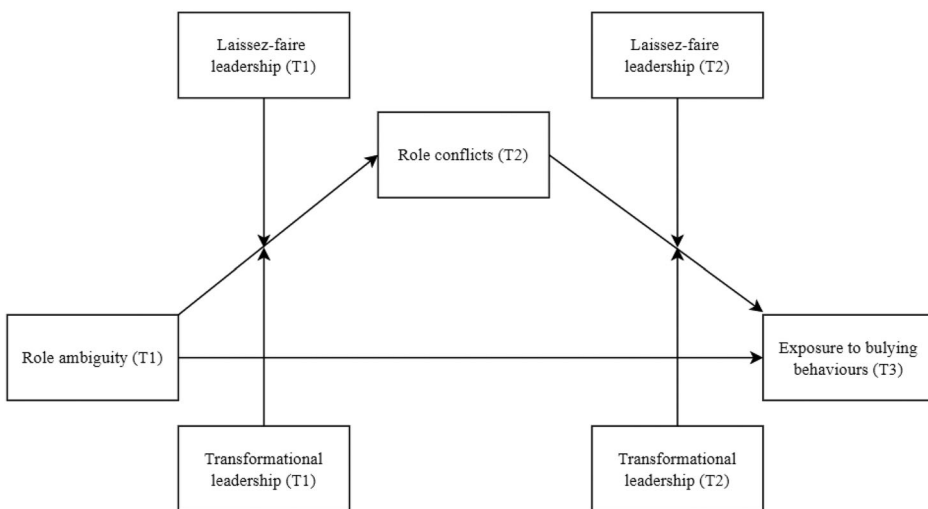 Laissez-faire
leadership (T1)
Laissez-faire
leadership (T2)
Role conflicts (T2)
Role ambiguity (T1)
Exposure to bulying
behaviours (T3)
Transformational
leadership (T1)
Transformational
leadership (T2)